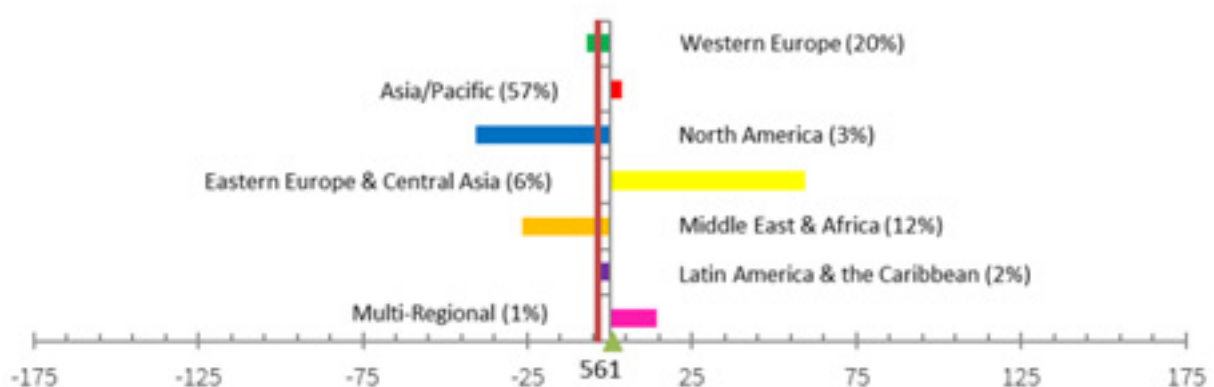 Western Europe (20%)
Asia/Pacific (57%)
North America (3%)
Eastern Europe & Central Asia (6%)
Middle East & Africa (12%)
Latin America & the Caribbean (2%)
Multi-Regional (1%)
-175 -125 -75 -25 561 25 75 125 175